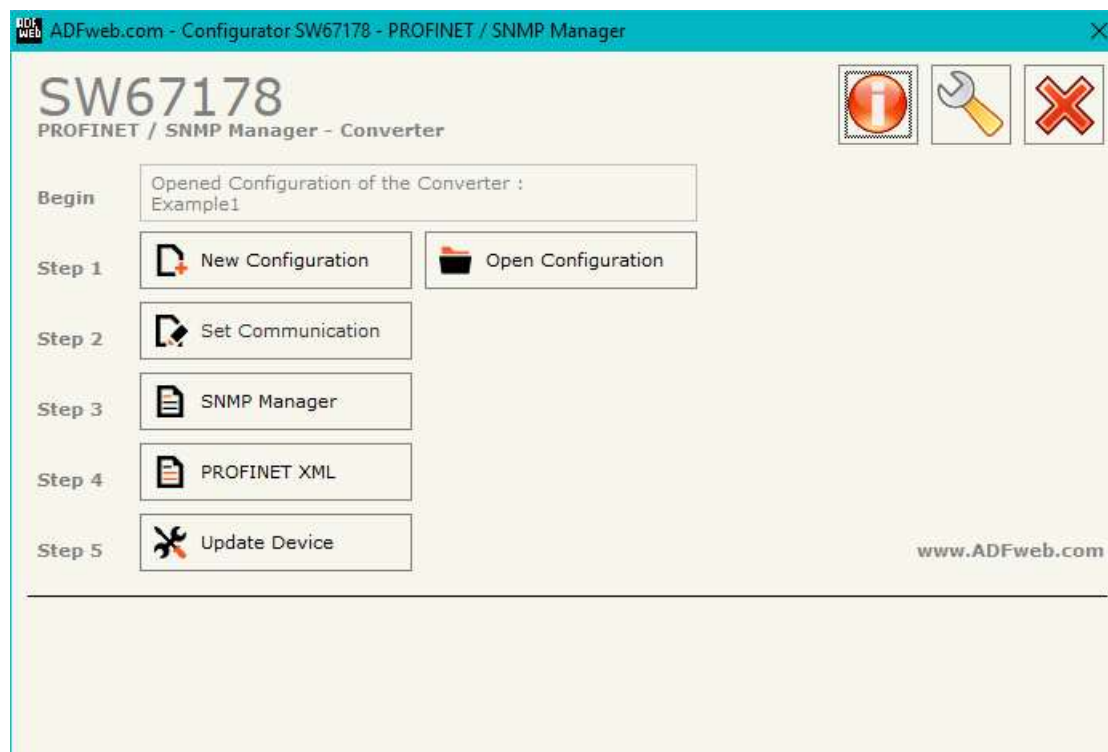 ADF
WEB
ADFweb.com - Configurator SW67178 - PROFINET / SNMP Manager
SW67178
PROFINET / SNMP Manager - Converter
Begin
Opened Configuration of the Converter :
Example1
Step 1
New Configuration
Open Configuration
Step 2
Set Communication
Step 3
SNMP Manager
Step 4
PROFINET XML
Step 5
Update Device
www.ADFweb.com